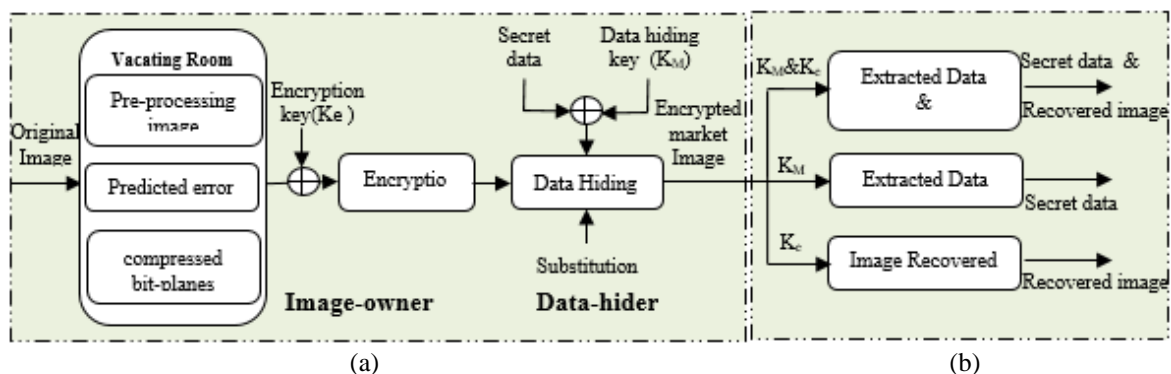 Vacating Room
Pre-processing
image
Predicted error
compressed
bit-planes
Original
Image
Encryption
key(Ke )
Encryptio
Image-owner
Secret
data
Data hiding
key (KM)
Encrypted
market
Image
Data Hiding
Substitution
Data-hider
(a)
KM&Ke
Extracted Data
&
Secret data &
Recovered image
KM
Extracted Data
Secret data
Ke
Image Recovered
Recovered image
(b)